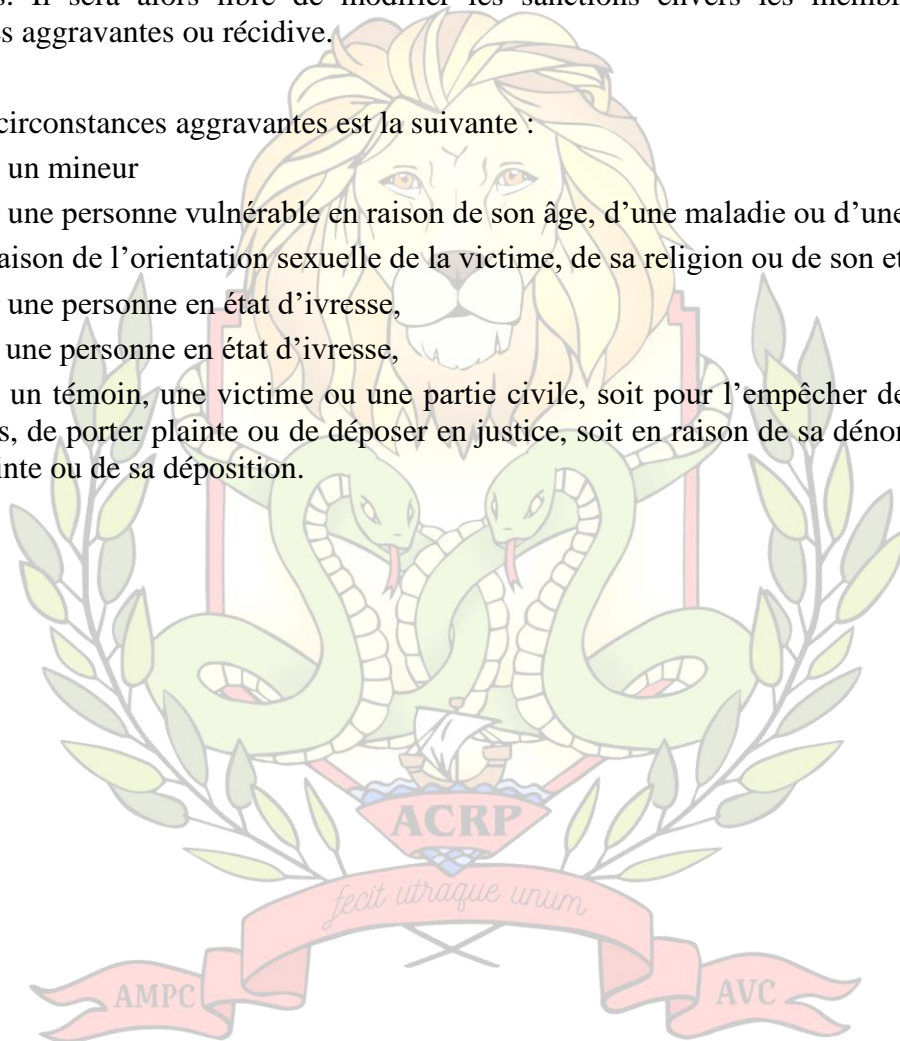 s. Il sera alors libre de modifier les sanctions envers les membr
es aggravantes ou récidive.
circonstances aggravantes est la suivante :
un mineur
une personne vulnérable en raison de son âge, d’une maladie ou d’une
aison de l’orientation sexuelle de la victime, de sa religion ou de son et
une personne en état d’ivresse,
une personne en état d’ivresse,
un témoin, une victime ou une partie civile, soit pour l’empêcher de
s, de porter plainte ou de déposer en justice, soit en raison de sa dénon
inte ou de sa déposition.
ACRP
fecit utraque unum
AMPC
AVC